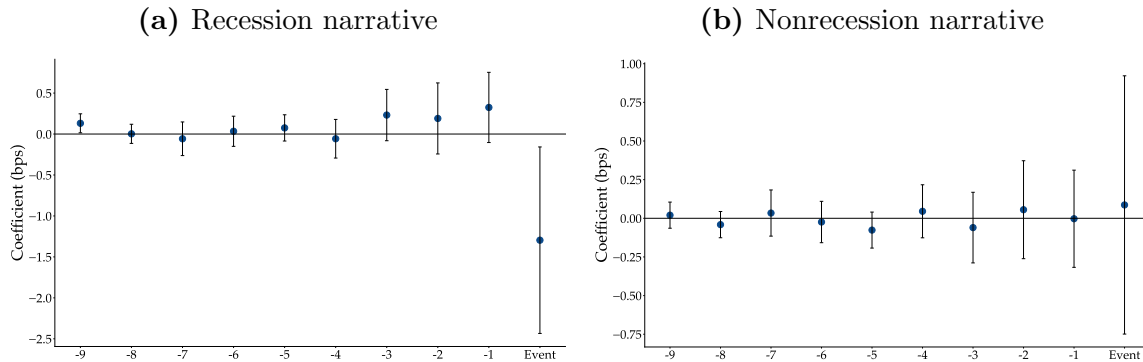 (a) Recession narrative
Coefficient (bps)
0.5
0.0
−0.5
−1.0
−1.5
−2.0
−2.5
-9 -8 -7 -6 -5 -4 -3 -2 -1 Event
(b) Nonrecession narrative
Coefficient (bps)
1.00
0.75
0.50
0.25
0.00
−0.25
−0.50
−0.75
-9 -8 -7 -6 -5 -4 -3 -2 -1 Event